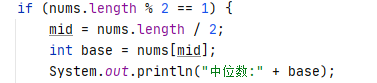 if (nums.length % 2 == 1) {
    mid = nums.length / 2;
    int base = nums[mid];
    System.out.println("中位数:" + base);